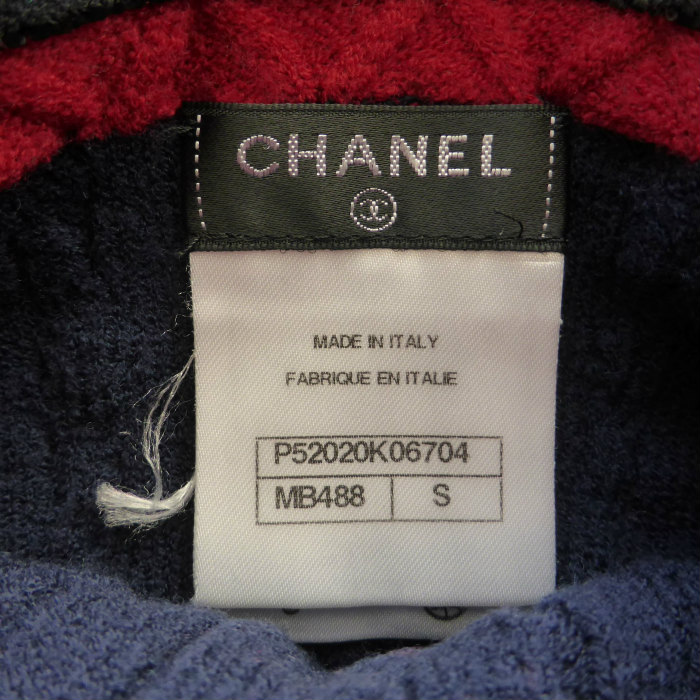 CHANEL
MADE IN ITALY
FABRIQUE EN ITALIE
P52020K06704
MB488 S